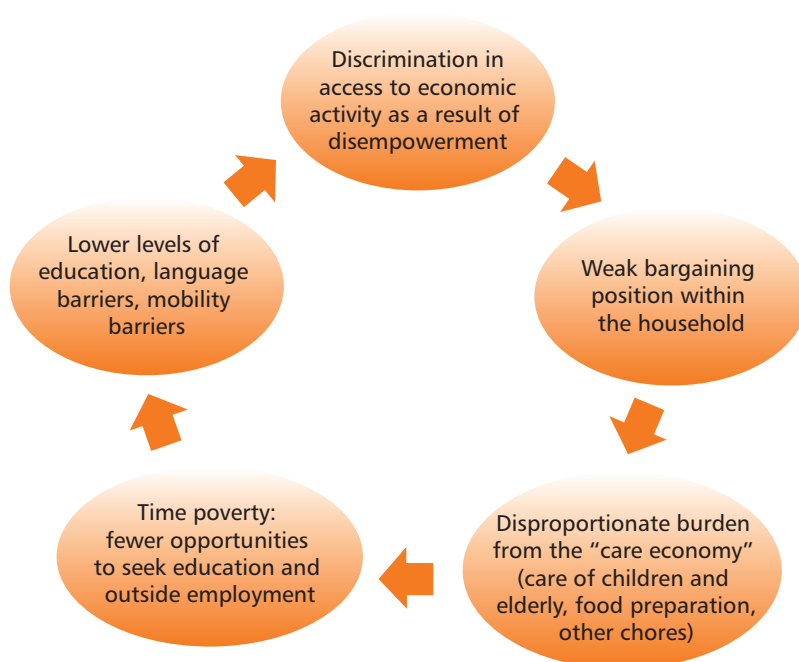 Discrimination in
access to economic
activity as a result of
disempowerment
Weak bargaining
position within
the household
Disproportionate burden
from the “care economy”
(care of children and
elderly, food preparation,
other chores)
Time poverty:
fewer opportunities
to seek education and
outside employment
Lower levels of
education, language
barriers, mobility
barriers